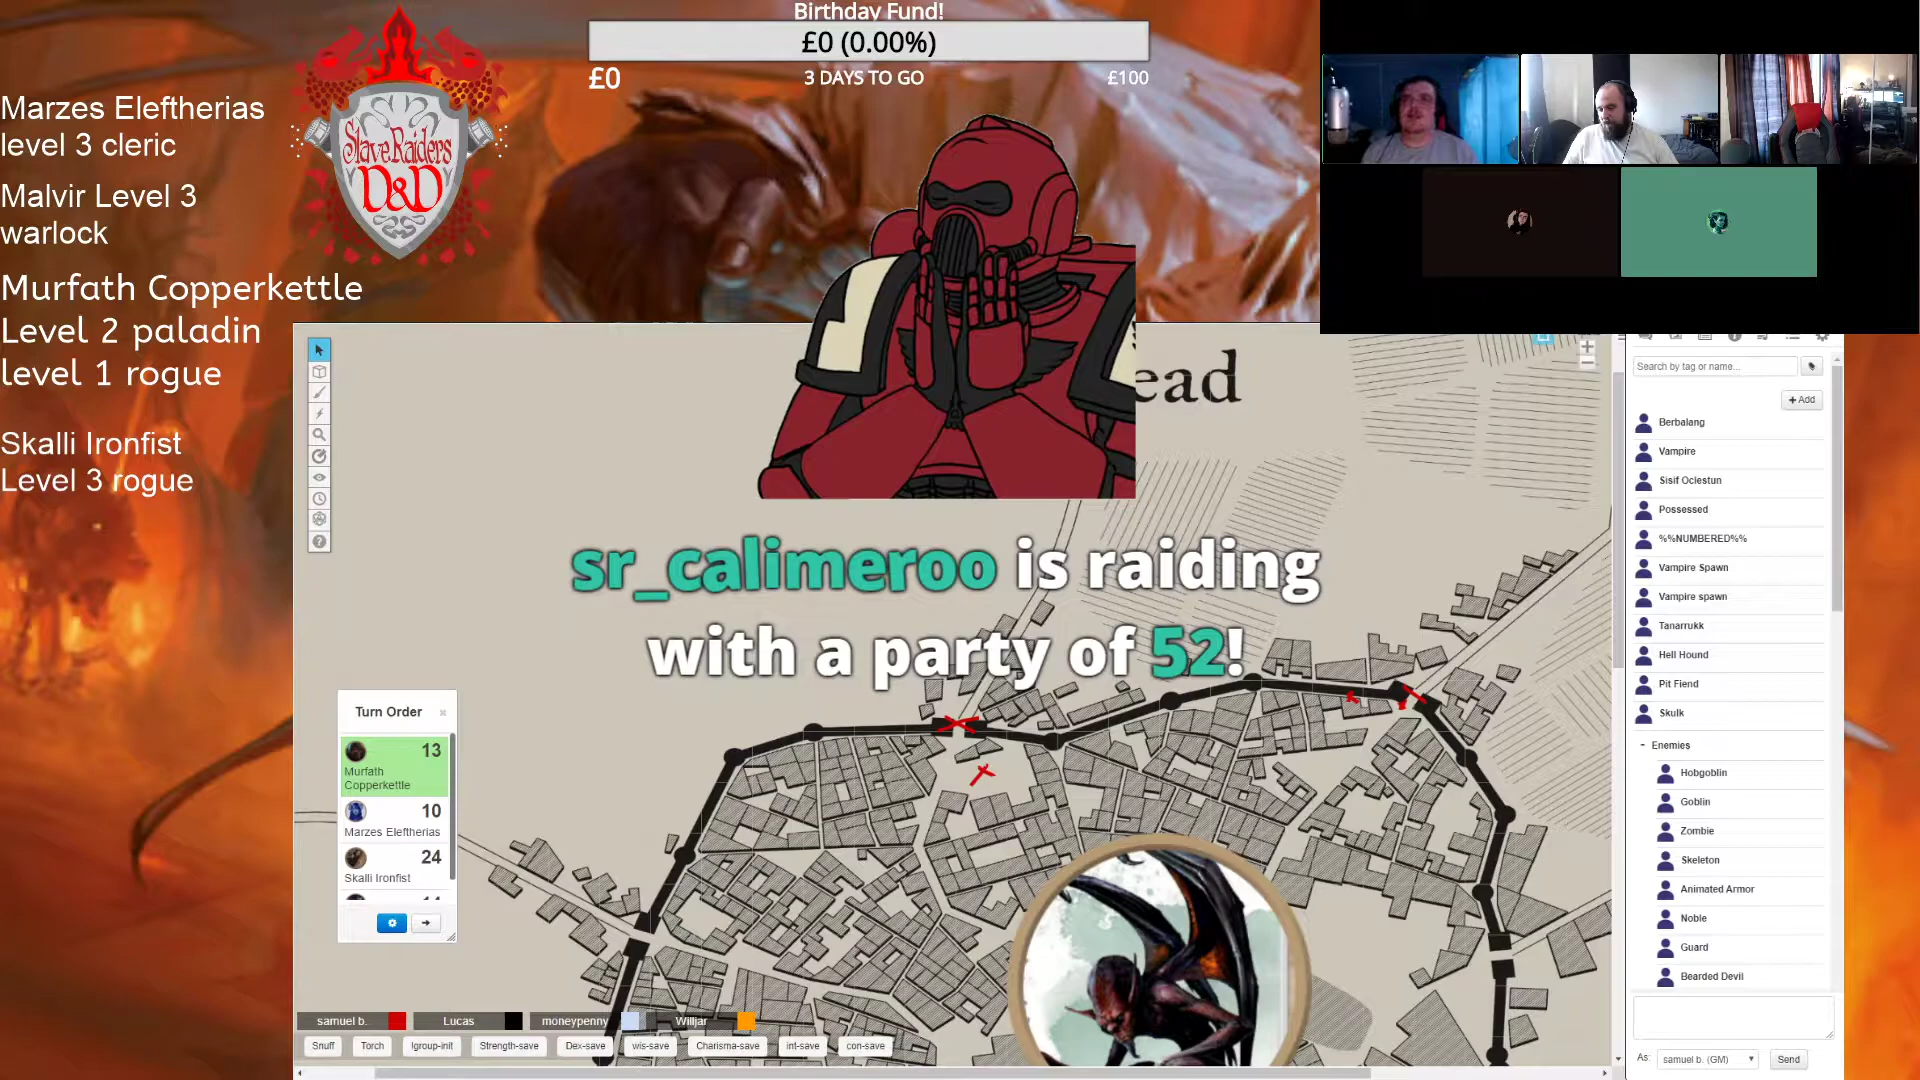 Birthday Fund!
£0 (0.00%)
£0
3 DAYS TO GO
£100
Marzes Eleftherias
level 3 cleric
Malvir Level 3
warlock
Murfath Copperkettle
Level 2 paladin
level 1 rogue
Skalli Ironfist
Level 3 rogue
Slave Raiders
D&D
ead
sr_calimeroo is raiding
with a party of 52!
Turn Order
13
Murfath
Copperkettle
10
Marzes Eleftherias
24
Skalli Ironfist
samuel b.
Lucas
moneypenny
Willjar
Snuff
Torch
Igroup-init
Strength-save
Dex-save
wis-save
Charisma-save
int-save
con-save
Search by tag or name...
+ Add
Berbalang
Vampire
Sisif Oclestun
Possessed
%%NUMBERED%%
Vampire Spawn
Vampire spawn
Tanarrukk
Hell Hound
Pit Fiend
Skulk
- Enemies
Hobgoblin
Goblin
Zombie
Skeleton
Animated Armor
Noble
Guard
Bearded Devil
As:
samuel b. (GM)
Send